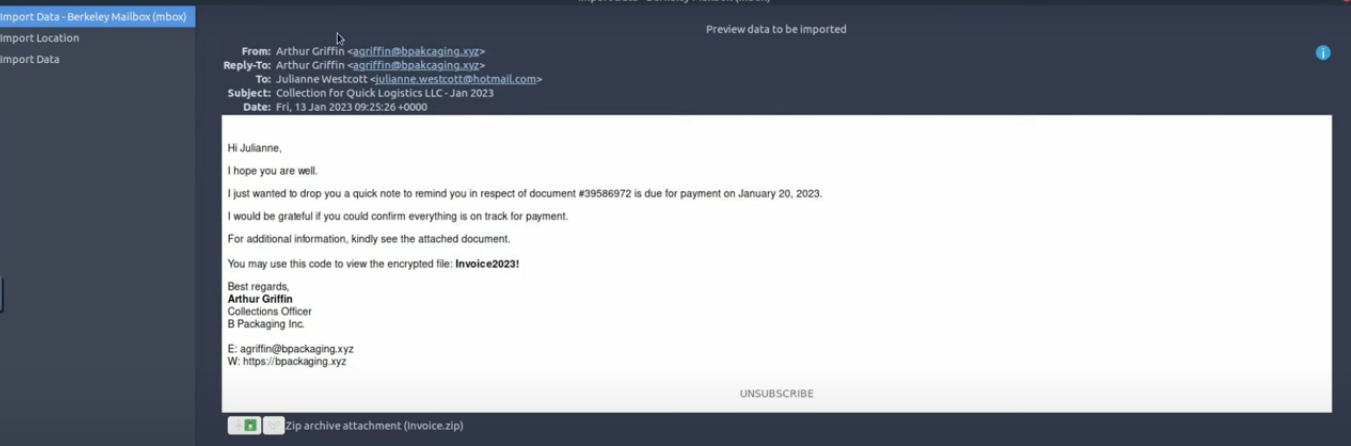 Import Data - Berkeley Mailbox (mbox)
Import Location
Import Data
Preview data to be imported
From: Arthur Griffin <agriffin@bpakcaging.xyz>
Reply-To: Arthur Griffin <agriffin@bpakcaging.xyz>
To: Julianne Westcott <julianne.westcott@hotmail.com>
Subject: Collection for Quick Logistics LLC - Jan 2023
Date: Fri, 13 Jan 2023 09:25:26 +0000
Hi Julianne,
I hope you are well.
I just wanted to drop you a quick note to remind you in respect of document #39586972 is due for payment on January 20, 2023.
I would be grateful if you could confirm everything is on track for payment.
For additional information, kindly see the attached document.
You may use this code to view the encrypted file: Invoice2023!
Best regards,
Arthur Griffin
Collections Officer
B Packaging Inc.
E: agriffin@bpackaging.xyz
W: https://bpackaging.xyz
UNSUBSCRIBE
Zip archive attachment (Invoice.zip)